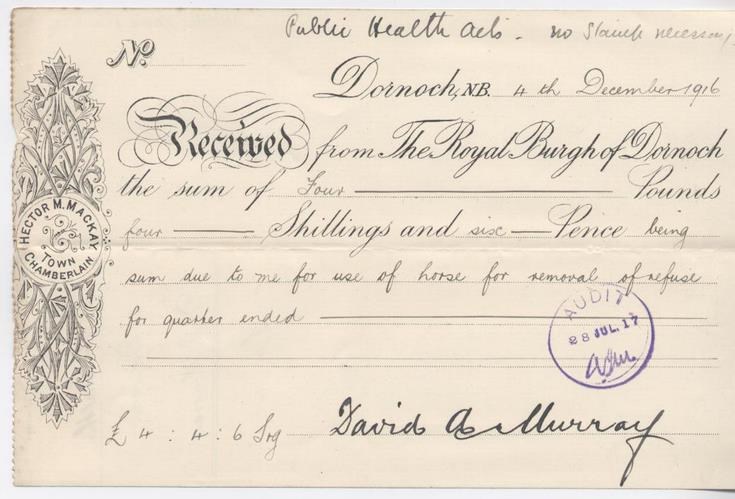 Public Health Acts - no Stamp necessary.
No.
Dornoch, N.B. 4th December 1916
Received from The Royal Burgh of Dornoch
the sum of Four Pounds
four Shillings and six Pence being
sum due to me for use of horse for removal of refuse
for quarter ended
£ 4 : 4 : 6 Stg
David A Murray
HECTOR M. MACKAY
TOWN
CHAMBERLAIN
AUDIT
28 JUL. 17